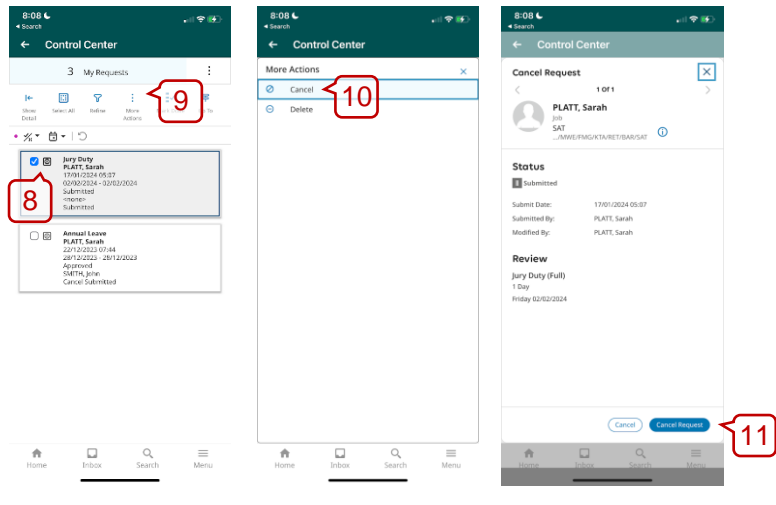 8:08
Search
Control Center
3 My Requests
Show Detail
Select All
Refine
More Actions
To
9
8
Jury Duty
PLATT, Sarah
17/01/2024 05:07
02/02/2024 - 02/02/2024
Submitted
<none>
Submitted
Annual Leave
PLATT, Sarah
22/12/2023 07:44
28/12/2023 - 28/12/2023
Approved
SMITH, John
Cancel Submitted
Home Inbox Search Menu
8:08
Search
Control Center
More Actions
Cancel
10
Delete
Home Inbox Search Menu
8:08
Search
Control Center
Cancel Request
1 Of 1
PLATT, Sarah
Job
SAT
.../MWE/FMG/KTA/RET/BAR/SAT
Status
Submitted
Submit Date: 17/01/2024 05:07
Submitted By: PLATT, Sarah
Modified By: PLATT, Sarah
Review
Jury Duty (Full)
1 Day
Friday 02/02/2024
Cancel Cancel Request
11
Home Inbox Search Menu